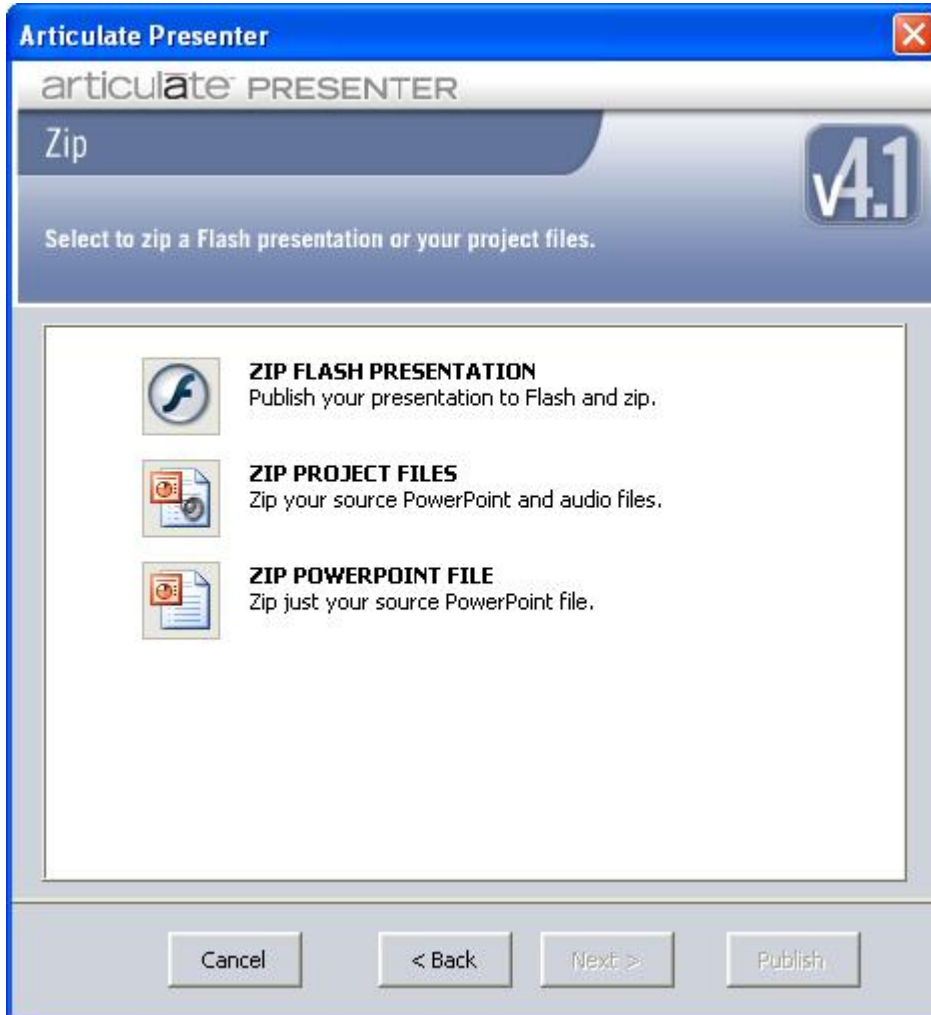 Articulate Presenter
articulāte™ PRESENTER
Zip
v4.1
Select to zip a Flash presentation or your project files.
ZIP FLASH PRESENTATION
Publish your presentation to Flash and zip.
ZIP PROJECT FILES
Zip your source PowerPoint and audio files.
ZIP POWERPOINT FILE
Zip just your source PowerPoint file.
Cancel < Back Next > Publish